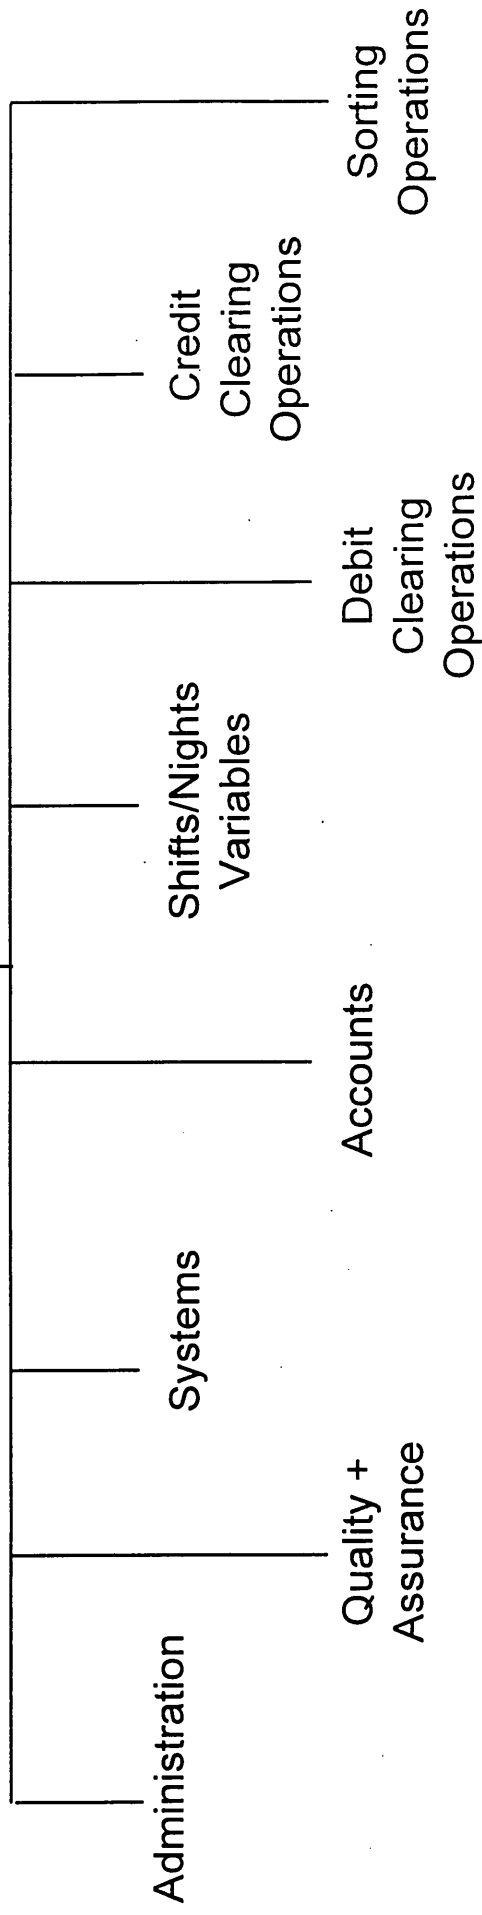 Administration
Quality +
Assurance
Systems
Accounts
Shifts/Nights
Variables
Debit
Clearing
Operations
Credit
Clearing
Operations
Sorting
Operations